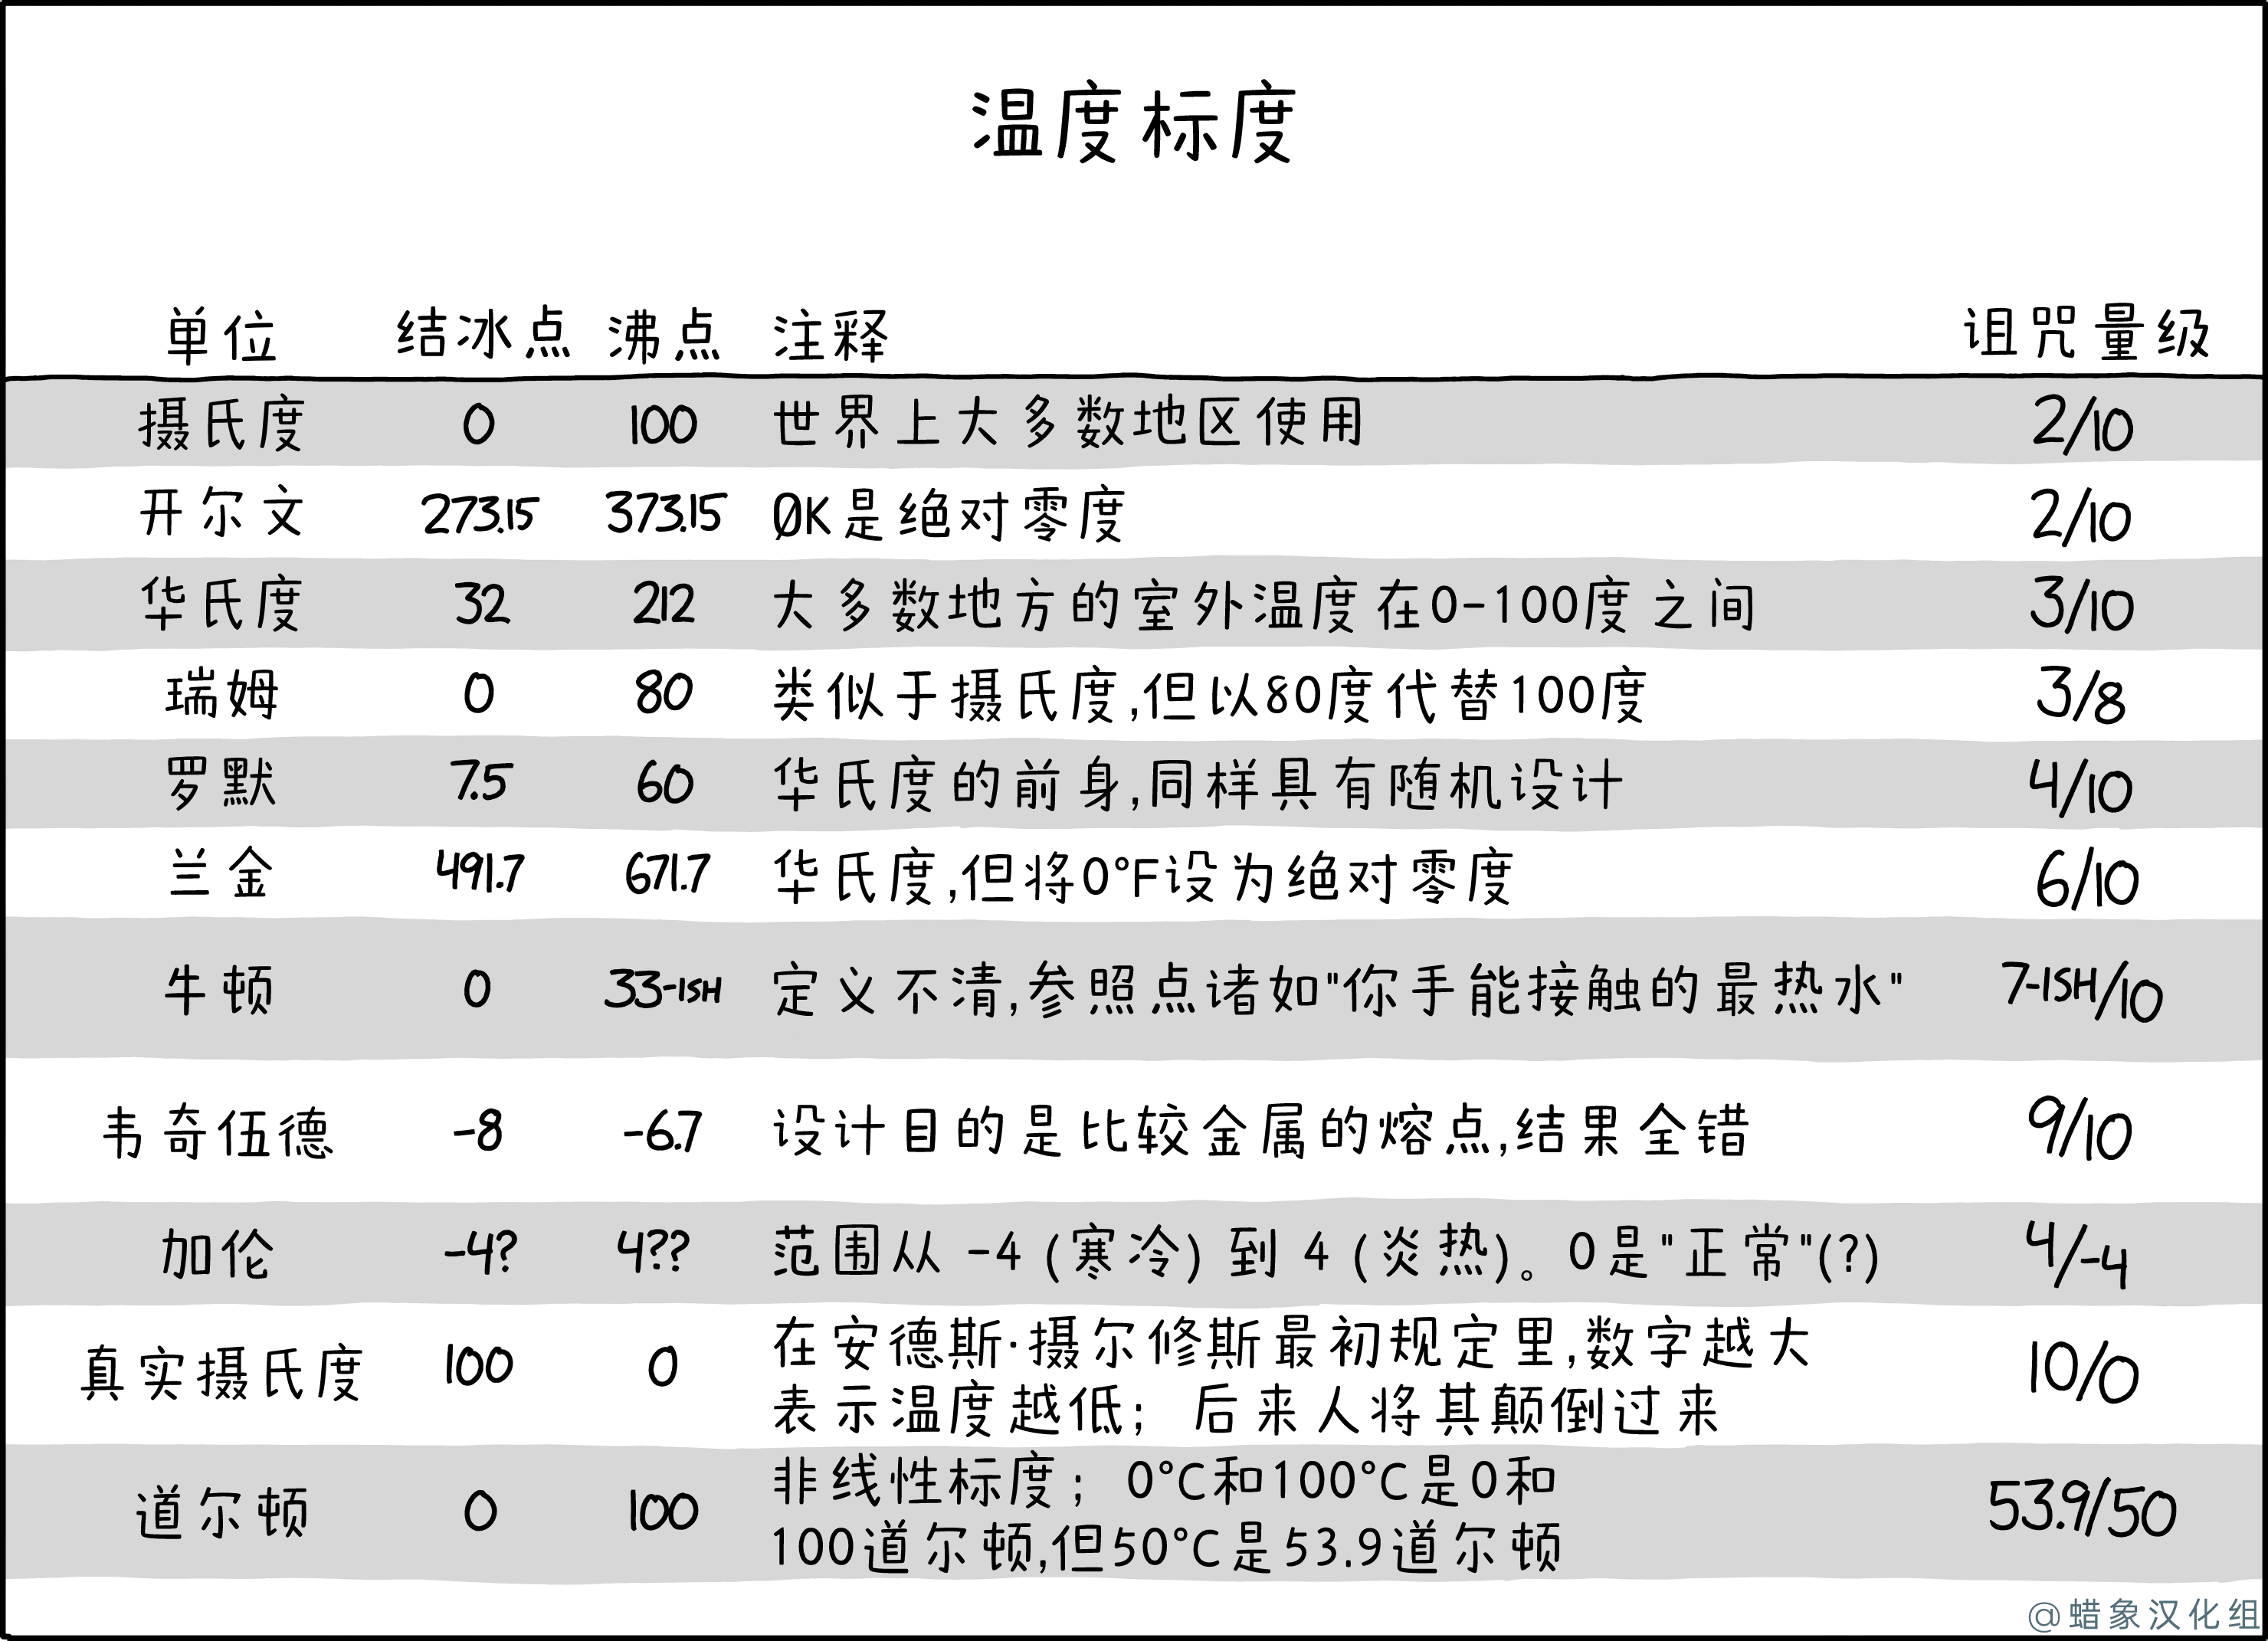 温度标度
单位 结冰点 沸点 注释 诅咒量级
摄氏度 0 100 世界上大多数地区使用 2/10
开尔文 273.15 373.15 0K是绝对零度 2/10
华氏度 32 212 大多数地方的室外温度在0-100度之间 3/10
瑞姆 0 80 类似于摄氏度,但以80度代替100度 3/8
罗默 7.5 60 华氏度的前身,同样具有随机设计 4/10
兰金 491.7 671.7 华氏度,但将0°F设为绝对零度 6/10
牛顿 0 33-ISH 定义不清,参照点诸如"你手能接触的最热水" 7-ISH/10
韦奇伍德 -8 -6.7 设计目的是比较金属的熔点,结果全错 9/10
加伦 -4? 4?? 范围从 -4 (寒冷) 到 4 (炎热)。0是"正常"(?) 4/-4
真实摄氏度 100 0 在安德斯·摄尔修斯最初规定里,数字越大 10/0
表示温度越低; 后来人将其颠倒过来
道尔顿 0 100 非线性标度; 0°C和100°C是0和 53.9/50
100道尔顿,但50°C是53.9道尔顿
@蜡象汉化组